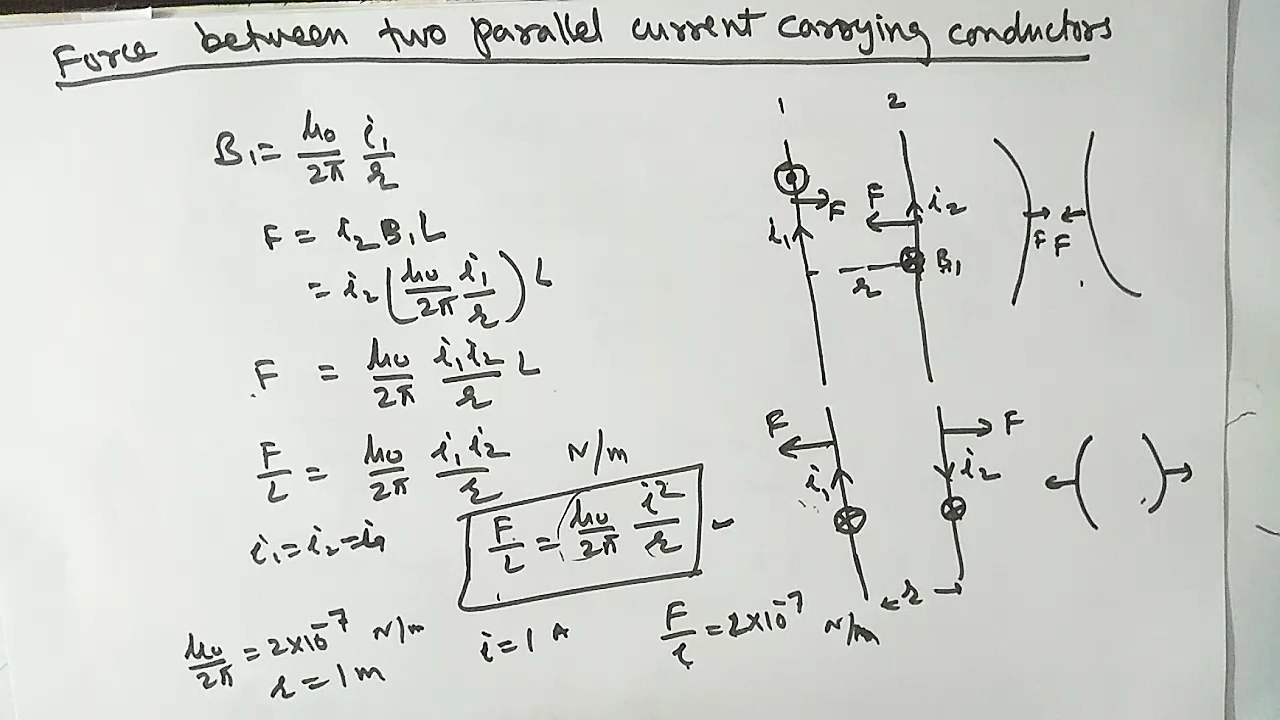 Force between two parallel current carrying conductors
B₁ = μ₀/2π i₁/r
F = i₂ B₁ L
= i₂ (μ₀/2π i₁/r) L
F = μ₀/2π i₁i₂/r L
F/L = μ₀/2π i₁i₂/r N/m
i₁ = i₂ = i
F/L = μ₀/2π i²/r
μ₀/2π = 2×10⁻⁷ N/m
r = 1 m
i = 1 A
F/L = 2×10⁻⁷ N/m
1 2
F F i₂
i₁
r B₁
F F
F F
i₁ i₂
r